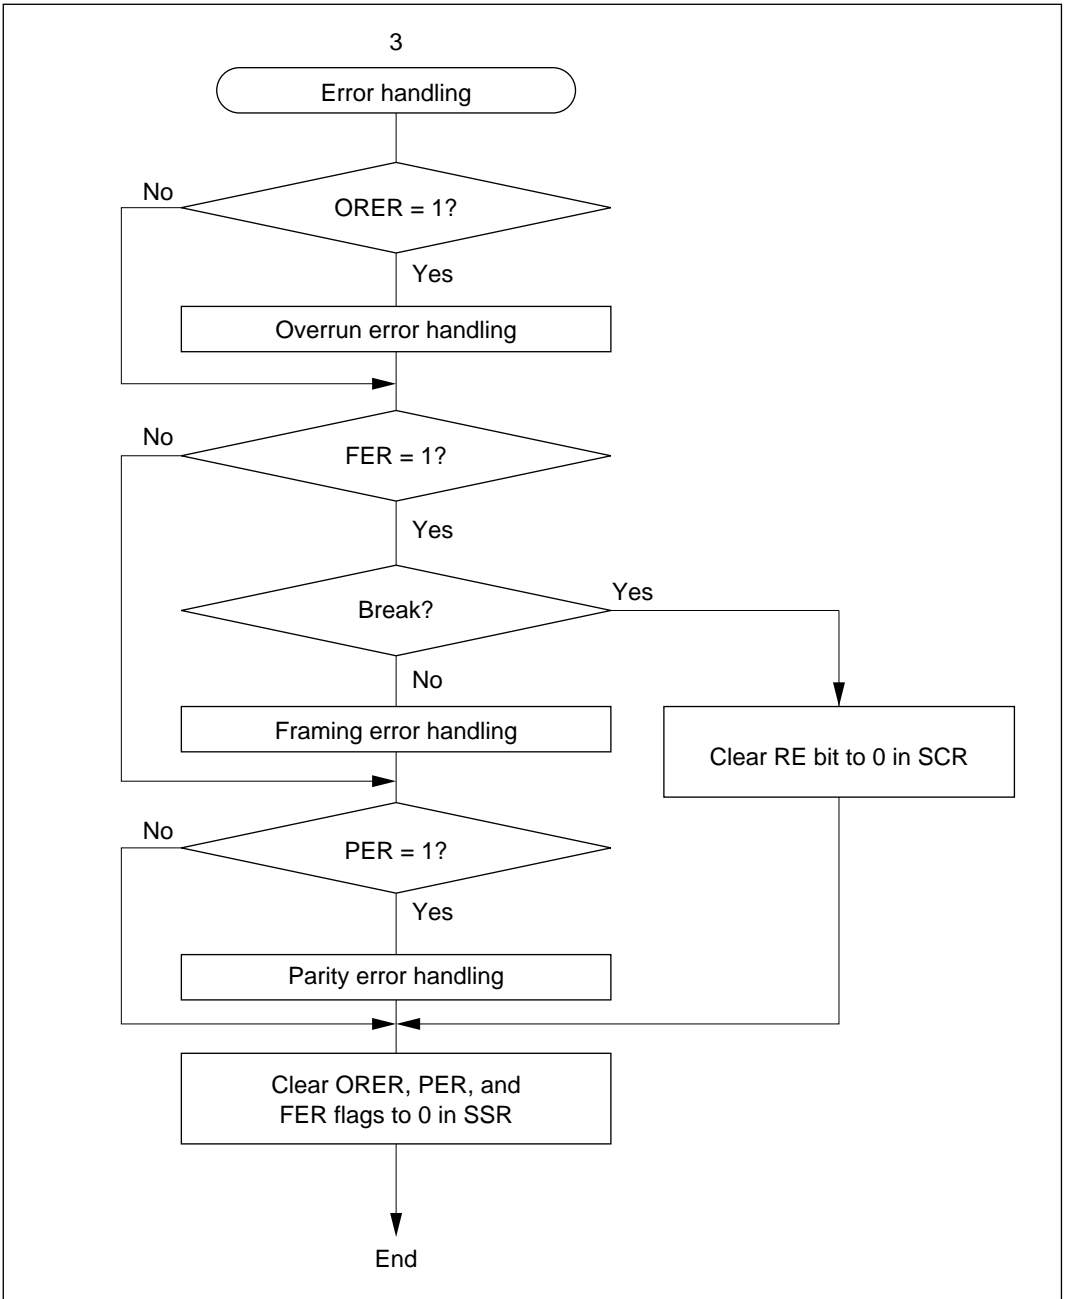 3
Error handling
No
ORER = 1?
Yes
Overrun error handling
No
FER = 1?
Yes
Break?
Yes
No
Framing error handling
Clear RE bit to 0 in SCR
No
PER = 1?
Yes
Parity error handling
Clear ORER, PER, and
FER flags to 0 in SSR
End